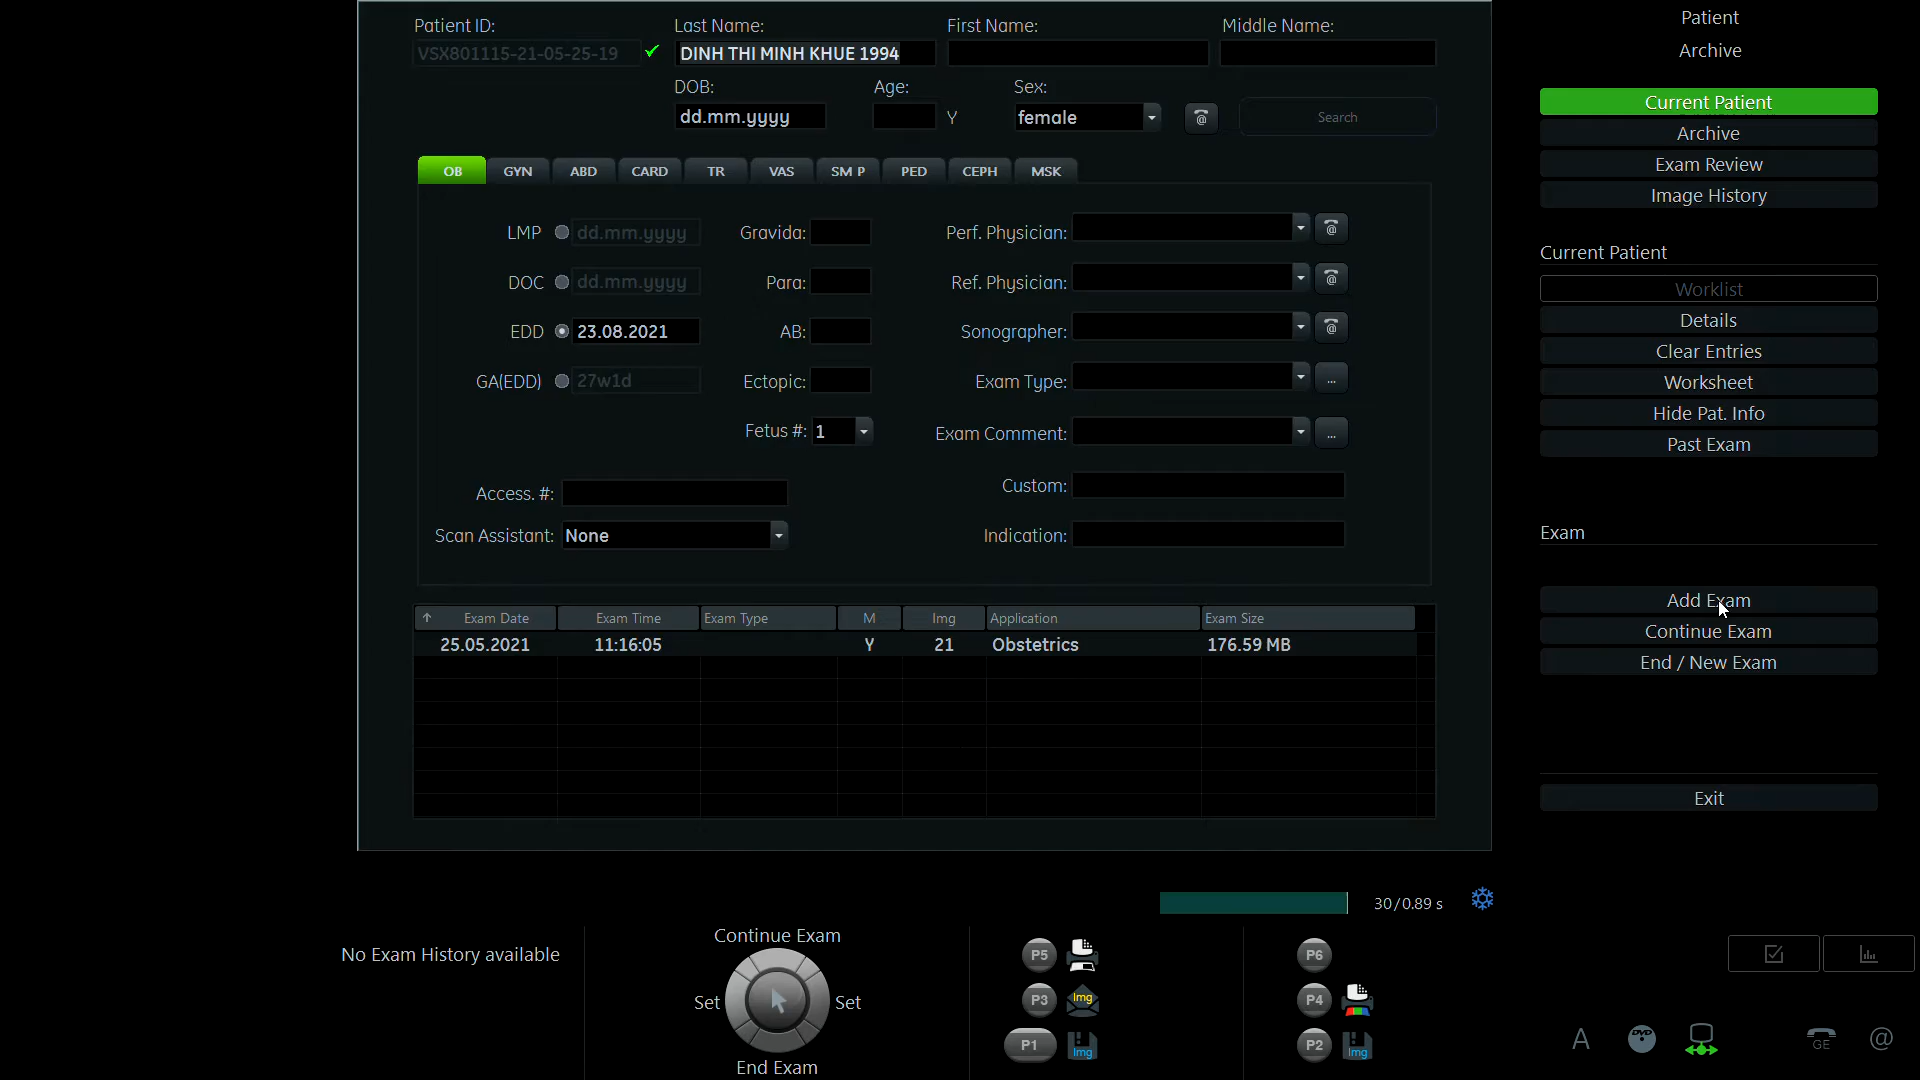 Patient ID: Last Name: First Name: Middle Name:
VSX801115-21-05-25-19 DINH THI MINH KHUE 1994
DOB: Age: Sex:
dd.mm.yyyy Y female @ Search
OB GYN ABD CARD TR VAS SM P PED CEPH MSK
LMP dd.mm.yyyy Gravida: Perf. Physician: @
DOC dd.mm.yyyy Para: Ref. Physician: @
EDD 23.08.2021 AB: Sonographer: @
GA(EDD) 27w1d Ectopic: Exam Type: ...
Fetus #: 1 Exam Comment: ...
Access. #: Custom:
Scan Assistant: None Indication:
Exam Date Exam Time Exam Type M Img Application Exam Size
25.05.2021 11:16:05 Y 21 Obstetrics 176.59 MB
Patient
Archive
Current Patient
Archive
Exam Review
Image History
Current Patient
Worklist
Details
Clear Entries
Worksheet
Hide Pat. Info
Past Exam
Exam
Add Exam
Continue Exam
End / New Exam
Exit
30/0.89 s
No Exam History available
Continue Exam
Set Set
End Exam
P5
P3 Img
P1 Img
P6
P4
P2 Img
A DVD GE @